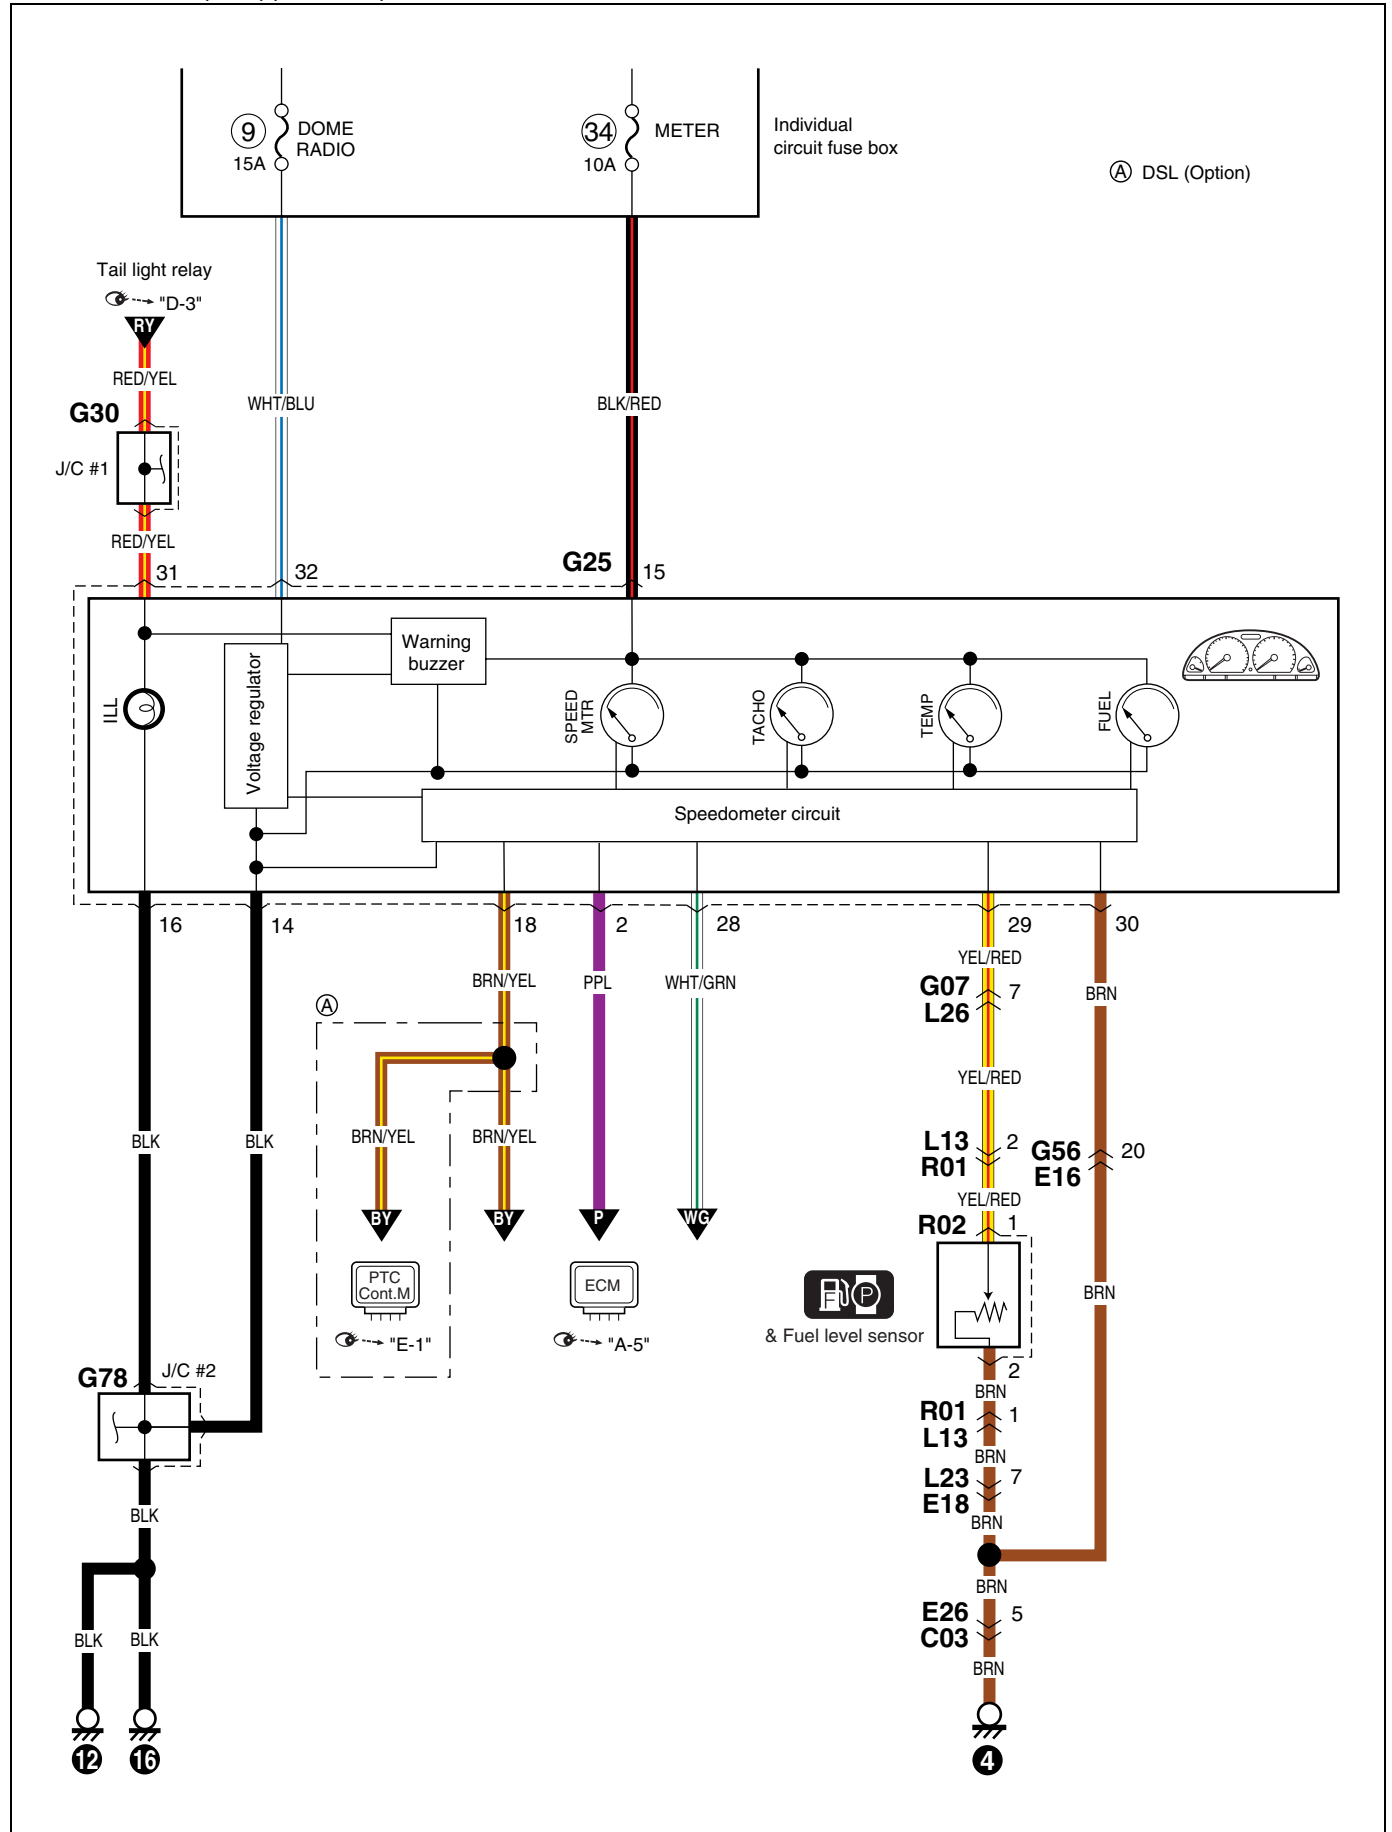 9
DOME
RADIO
15A
34
METER
10A
Individual
circuit fuse box
A DSL (Option)
Tail light relay
"D-3"
RY
RED/YEL
WHT/BLU
BLK/RED
G30
J/C #1
RED/YEL
31
32
G25
15
Warning
buzzer
ILL
Voltage regulator
SPEED
MTR
TACHO
TEMP
FUEL
Speedometer circuit
16
14
18
2
28
29
30
YEL/RED
BRN/YEL
PPL
WHT/GRN
G07
7
L26
BRN
A
YEL/RED
BLK
BLK
BRN/YEL
BRN/YEL
L13
2
R01
G56
20
E16
YEL/RED
BY
BY
P
WG
R02
1
PTC
Cont.M
ECM
F
P
BRN
& Fuel level sensor
"E-1"
"A-5"
G78
J/C #2
2
BRN
R01
1
L13
BRN
L23
7
E18
BRN
BLK
BRN
E26
5
C03
BLK
BLK
BRN
12
16
4